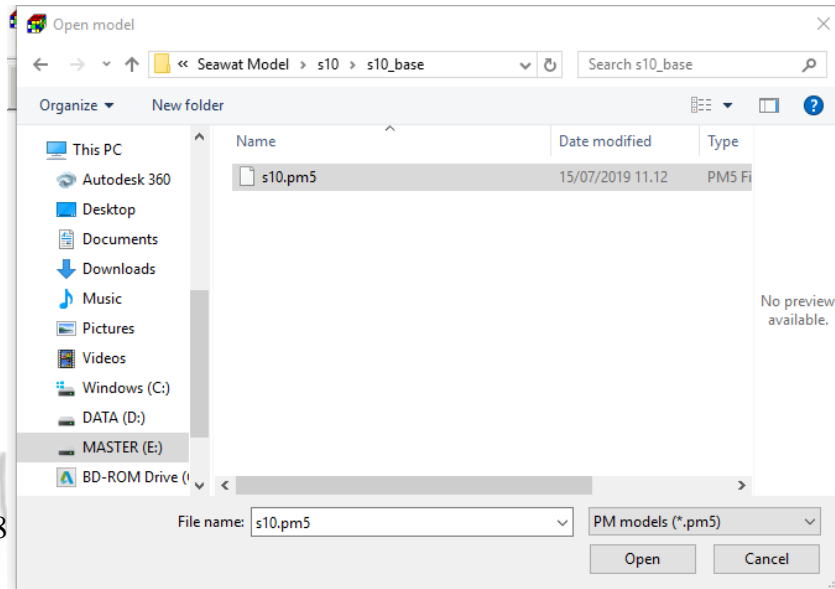 Open model
« Seawat Model > s10 > s10_base
Search s10_base
Organize
New folder
Name
Date modified
Type
This PC
Autodesk 360
Desktop
Documents
Downloads
Music
Pictures
Videos
Windows (C:)
DATA (D:)
MASTER (E:)
BD-ROM Drive (
s10.pm5
15/07/2019 11.12
PM5 Fi
No preview
available.
8
File name:
s10.pm5
PM models (*.pm5)
Open
Cancel